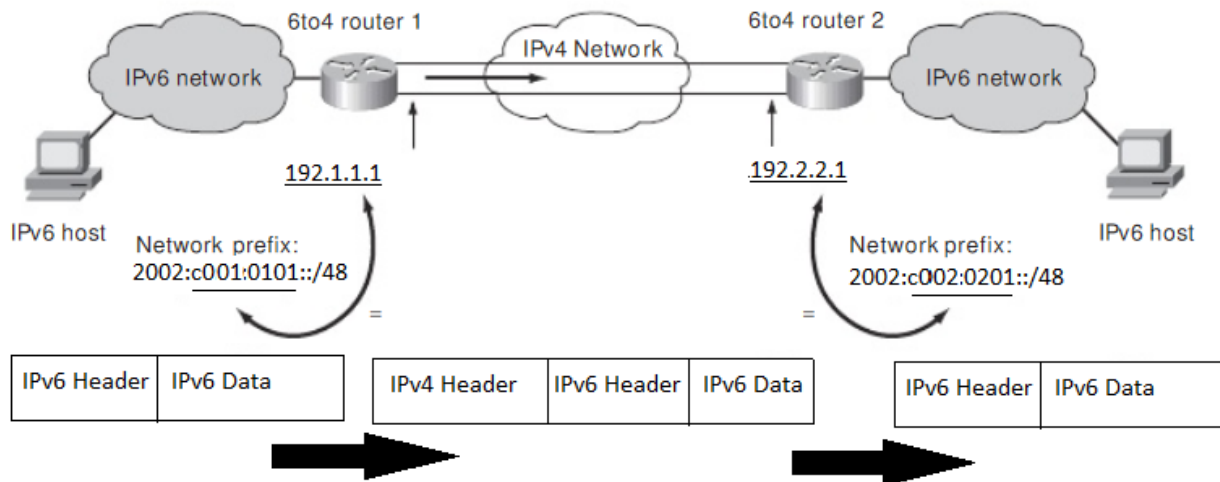 6to4 router 1
6to4 router 2
IPv4 Network
IPv6 network
IPv6 network
192.1.1.1
192.2.2.1
IPv6 host
IPv6 host
Network prefix:
2002:c001:0101::/48
Network prefix:
2002:c002:0201::/48
=
=
IPv6 Header
IPv6 Data
IPv4 Header
IPv6 Header
IPv6 Data
IPv6 Header
IPv6 Data